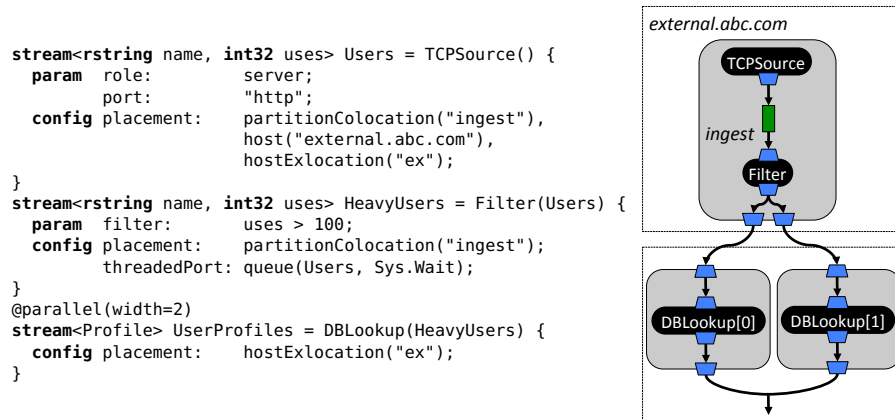 stream<rstring name, int32 uses> Users = TCPSource() {
  param  role:           server;
         port:           "http";
  config placement:      partitionColocation("ingest"),
                         host("external.abc.com"),
                         hostExlocation("ex");
}
stream<rstring name, int32 uses> HeavyUsers = Filter(Users) {
  param  filter:         uses > 100;
  config placement:      partitionColocation("ingest");
         threadedPort: queue(Users, Sys.Wait);
}
@parallel(width=2)
stream<Profile> UserProfiles = DBLookup(HeavyUsers) {
  config placement:      hostExlocation("ex");
}
external.abc.com
TCPSource
ingest
Filter
DBLookup[0]
DBLookup[1]